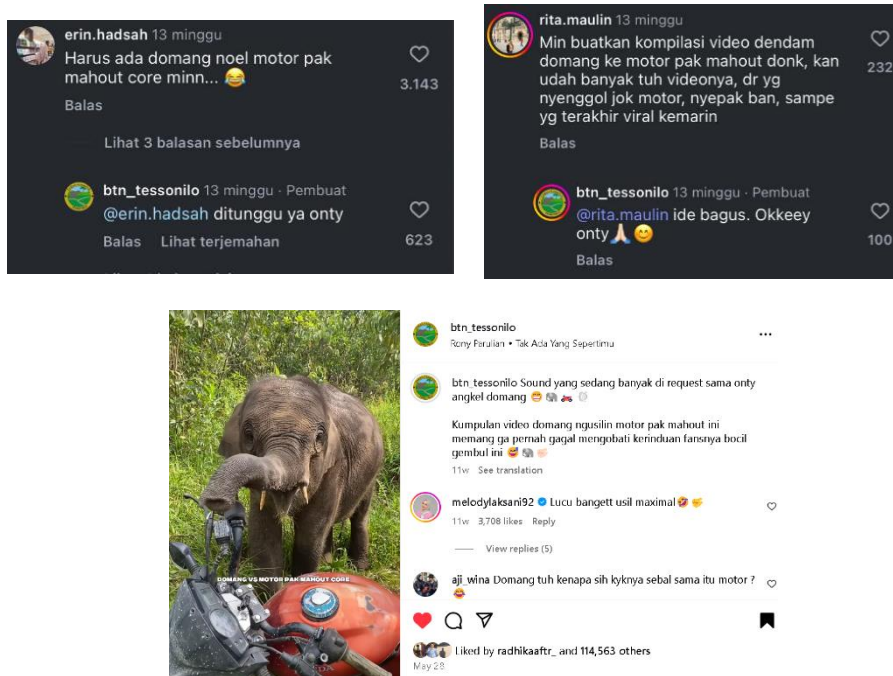 erin.hadsah 13 minggu
Harus ada domang noel motor pak
mahout core minn... 😂
3.143
Balas
Lihat 3 balasan sebelumnya
btn_tessonilo 13 minggu · Pembuat
@erin.hadsah ditunggu ya onty
Balas Lihat terjemahan
623
rita.maulin 13 minggu
Min buatkan kompilasi video dendam
domang ke motor pak mahout donk, kan
udah banyak tuh videonya, dr yg
nyenggol jok motor, nyepak ban, sampe
yg terakhir viral kemarin
232
Balas
btn_tessonilo 13 minggu · Pembuat
@rita.maulin ide bagus. Okkeey
onty🙏🏻😊
100
Balas
DOMANG VS MOTOR PAK MAHOUT CORE
btn_tessonilo
Rony Parulian • Tak Ada Yang Sepertimu
btn_tessonilo Sound yang sedang banyak di request sama onty
angkel domang 😁🐘🏍️
Kumpulan video domang ngusilin motor pak mahout ini
memang ga pernah gagal mengobati kerinduan fansnya bocil
gembul ini 🥰🐘
11w See translation
melodylaksani92 Lucu bangett usil maximal🤣
11w 3,708 likes Reply
View replies (5)
aji_wina Domang tuh kenapa sih kyknya sebal sama itu motor ?
😂
Liked by radhikaaftr_ and 114,563 others
May 28